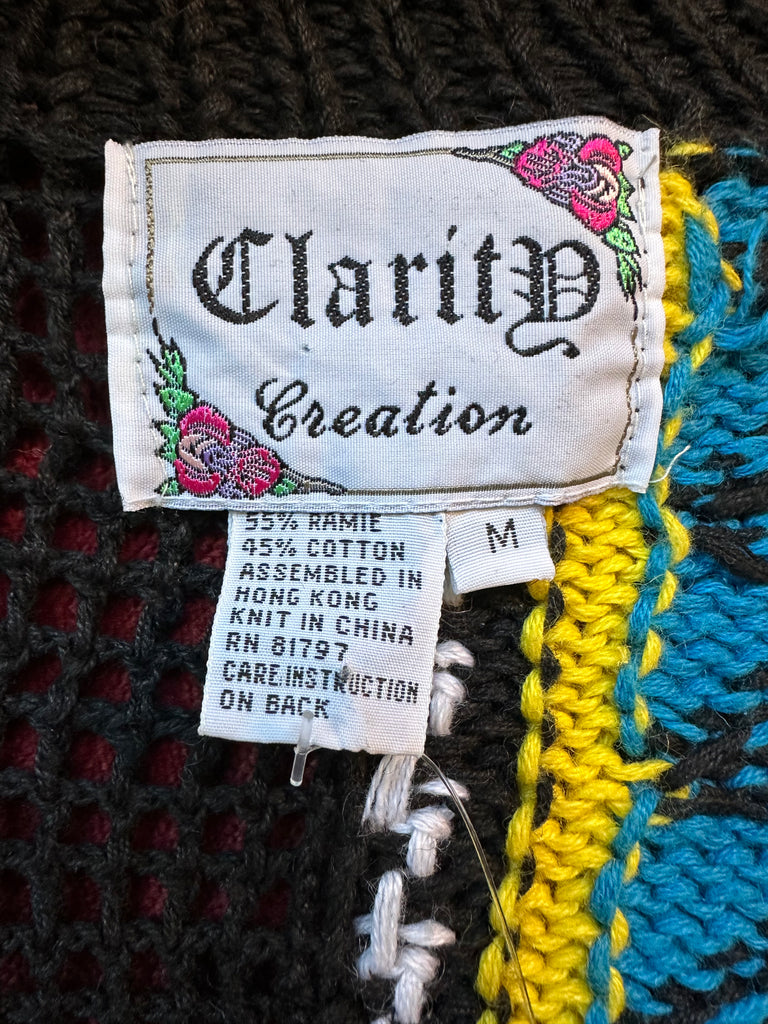 Clarity
Creation
55% RAMIE
45% COTTON
ASSEMBLED IN
HONG KONG
KNIT IN CHINA
RN 81797
CARE.INSTRUCTION
ON BACK
M